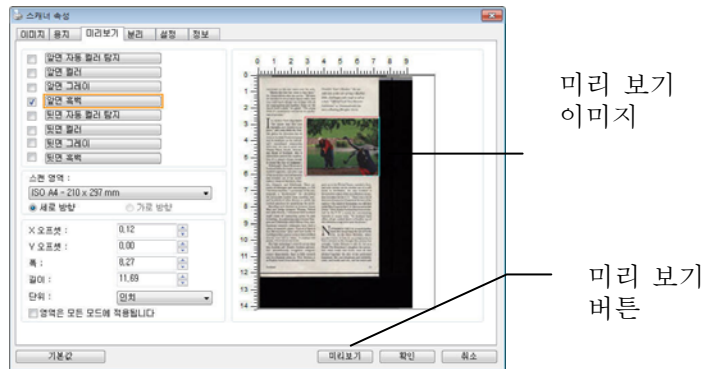 스캐너 속성
이미지 용지 미리보기 분리 설정 정보
앞면 자동 컬러 탐지
앞면 컬러
앞면 그레이
앞면 흑백
뒷면 자동 컬러 탐지
뒷면 컬러
뒷면 그레이
뒷면 흑백
스캔 영역 :
ISO A4 - 210 x 297 mm
세로 방향 가로 방향
X 오프셋 : 0,12
Y 오프셋 : 0,00
폭 : 8,27
길이 : 11,69
단위 : 인치
영역은 모든 모드에 적용됩니다
0 1 2 3 4 5 6 7 8 9
0
1
2
3
4
5
6
7
8
9
10
11
12
13
14
기본값 미리보기 확인 취소
미리 보기
이미지
미리 보기
버튼